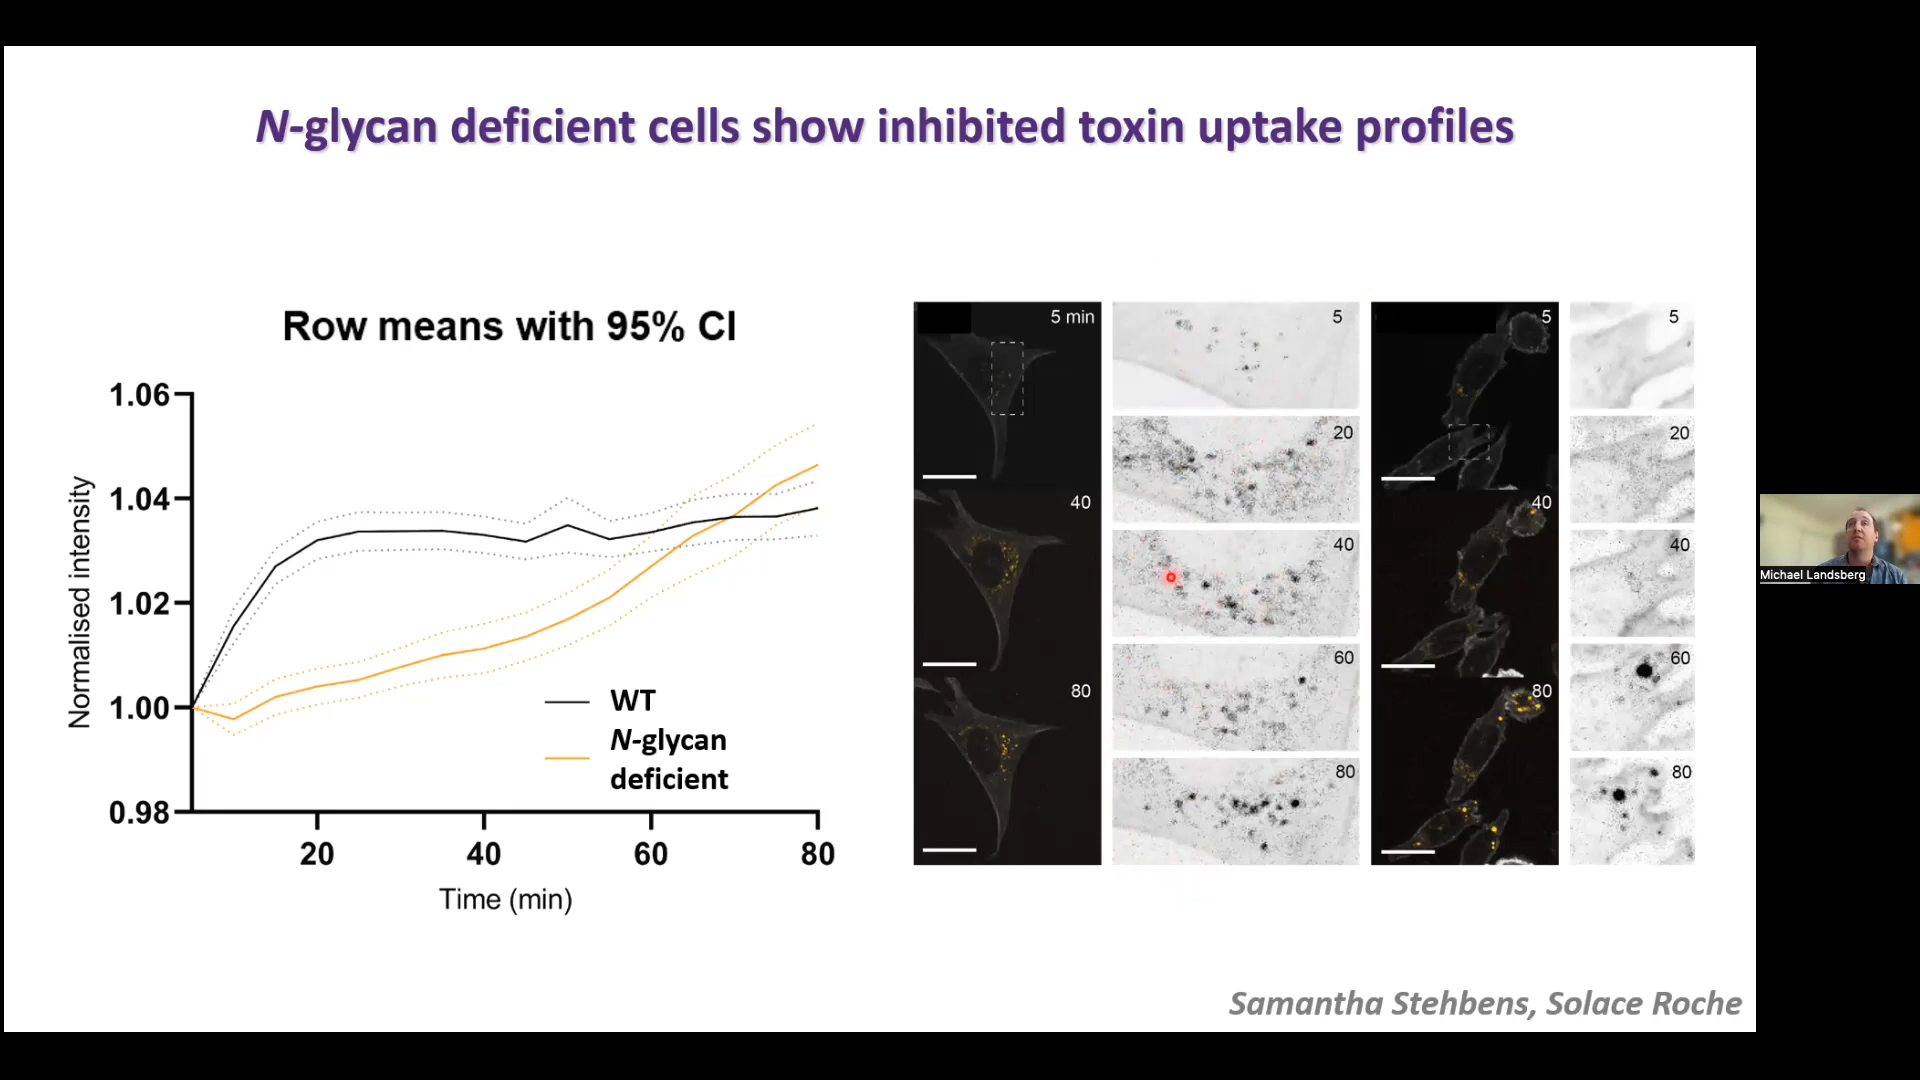 N-glycan deficient cells show inhibited toxin uptake profiles
Row means with 95% CI
1.06
1.04
1.02
1.00
0.98
Normalised intensity
20
40
60
80
Time (min)
WT
N-glycan
deficient
5 min
40
80
5
20
40
60
80
5
40
80
5
20
40
60
80
Michael Landsberg
Samantha Stehbens, Solace Roche